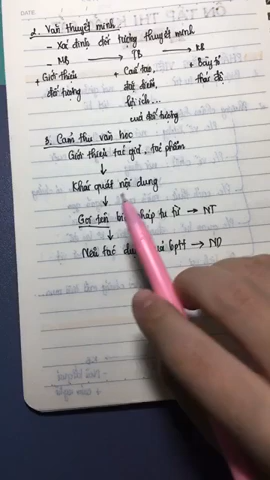 DATE
2. Văn thuyết minh
- Xác định đối tượng thuyết minh
- MB → TB → KB
+ Giới thiệu đối tượng
+ Cấu tạo, đặc điểm, lợi ích... của đối tượng
+ Bày tỏ thái độ
3. Cảm thụ văn học
Giới thiệu tác giả, tác phẩm
↓
Khái quát nội dung
↓
Gọi tên pháp tu từ → NT
↓
Nêu tác → ND